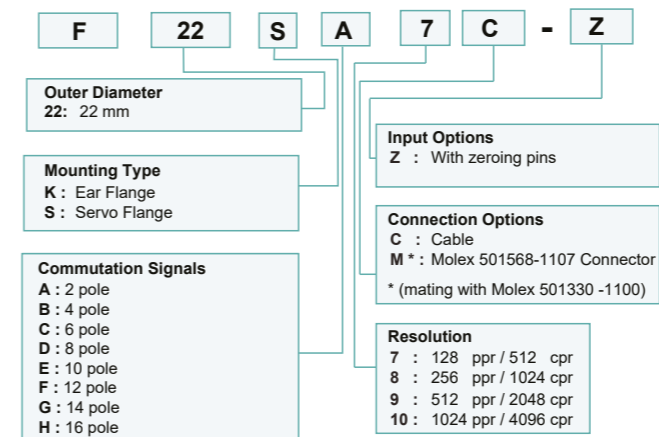 F 22 S A 7 C - Z
Outer Diameter
22: 22 mm
Mounting Type
K : Ear Flange
S : Servo Flange
Commutation Signals
A : 2 pole
B : 4 pole
C : 6 pole
D : 8 pole
E : 10 pole
F : 12 pole
G : 14 pole
H : 16 pole
Input Options
Z : With zeroing pins
Connection Options
C : Cable
M * : Molex 501568-1107 Connector
* (mating with Molex 501330 -1100)
Resolution
7 : 128 ppr / 512 cpr
8 : 256 ppr / 1024 cpr
9 : 512 ppr / 2048 cpr
10 : 1024 ppr / 4096 cpr